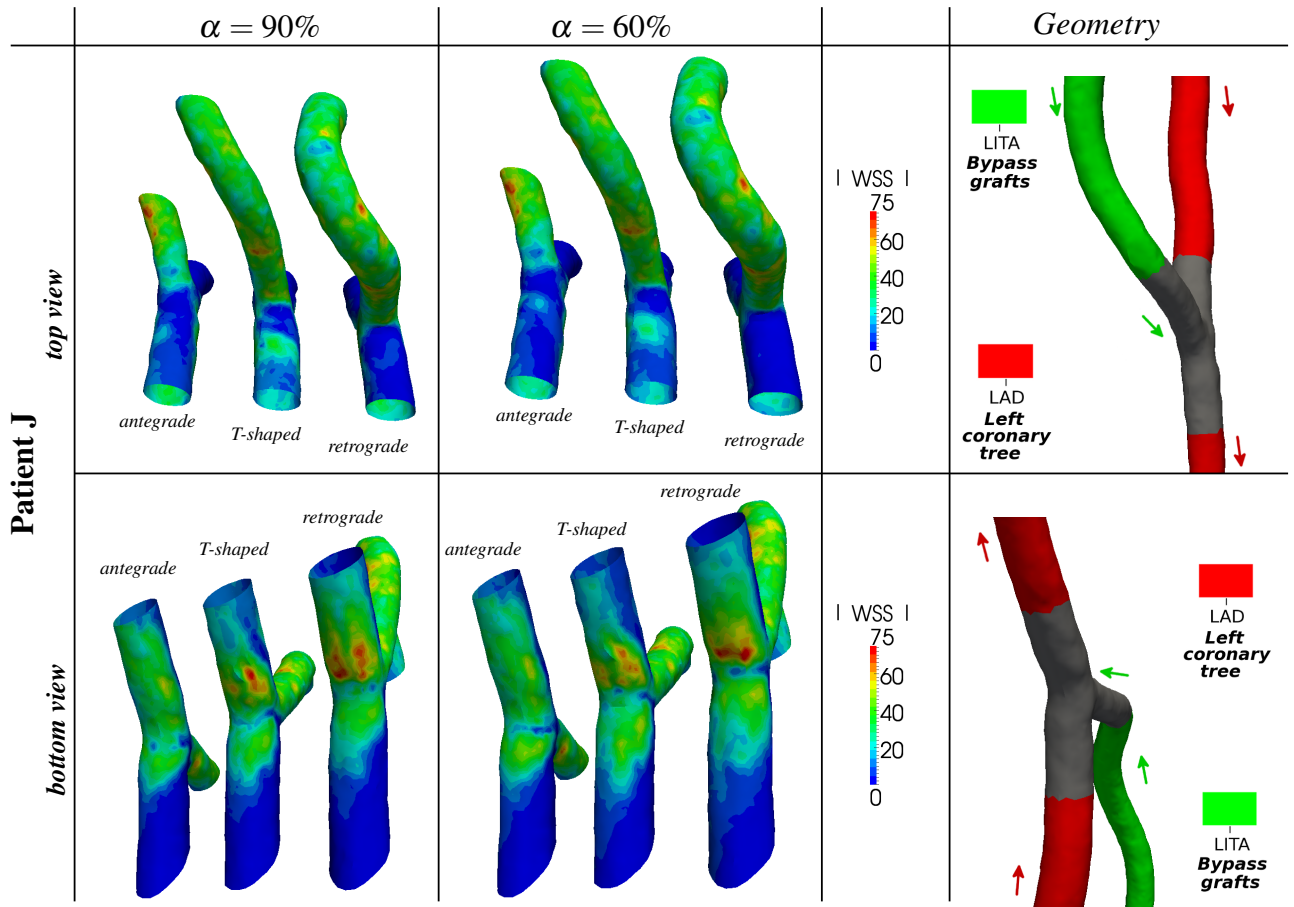 α = 90%
α = 60%
Geometry
Patient J
top view
antegrade
T-shaped
retrograde
antegrade
T-shaped
retrograde
| WSS |
75
60
40
20
0
LITA
Bypass
grafts
LAD
Left
coronary
tree
bottom view
antegrade
T-shaped
retrograde
antegrade
T-shaped
retrograde
| WSS |
75
60
40
20
0
LAD
Left
coronary
tree
LITA
Bypass
grafts